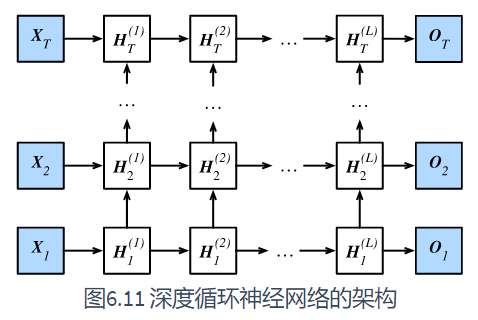 X_T H_T^{(1)} H_T^{(2)} … H_T^{(L)} O_T
… … …
X_2 H_2^{(1)} H_2^{(2)} … H_2^{(L)} O_2
X_1 H_1^{(1)} H_1^{(2)} … H_1^{(L)} O_1
图6.11 深度循环神经网络的架构